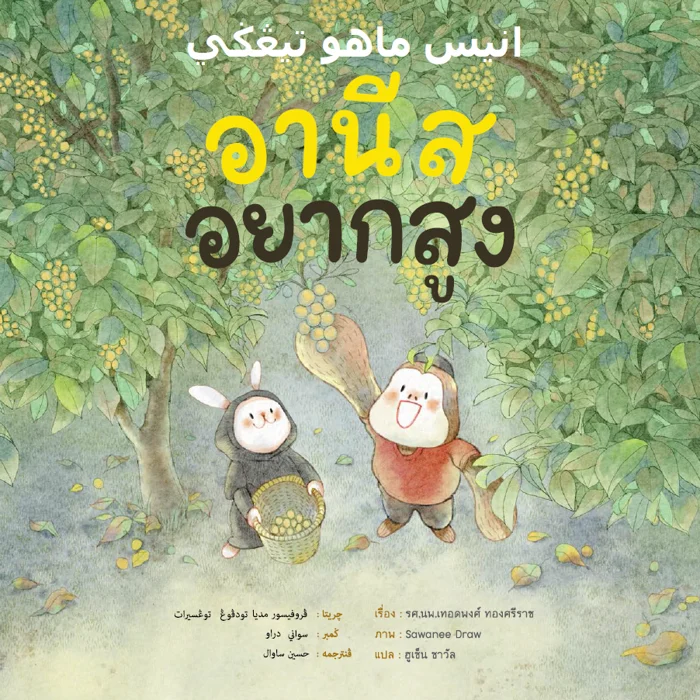 انيس ماهو تيڠݢي
อานีส
อยากสูง
چريتا : ڤروفيسور مديا تودڤوڠ توڠسيرات
ݢمبر : سواني دراو
ڤنترجمه : حسين ساوال
เรื่อง : รศ.นพ.เทอดพงศ์ ทองศรีราช
ภาพ : Sawanee Draw
แปล : ฮูเซ็น ซาวัล